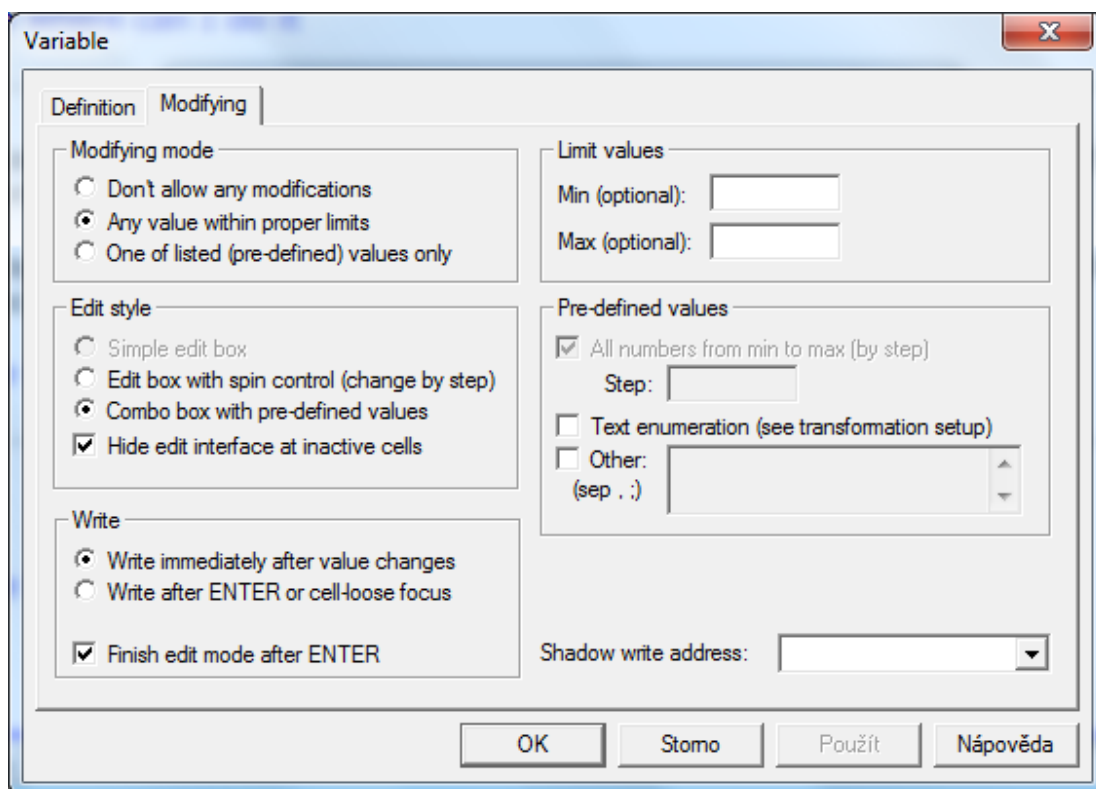 Variable
Definition
Modifying
Modifying mode
Don't allow any modifications
Any value within proper limits
One of listed (pre-defined) values only
Edit style
Simple edit box
Edit box with spin control (change by step)
Combo box with pre-defined values
Hide edit interface at inactive cells
Write
Write immediately after value changes
Write after ENTER or cell-loose focus
Finish edit mode after ENTER
Limit values
Min (optional):
Max (optional):
Pre-defined values
All numbers from min to max (by step)
Step:
Text enumeration (see transformation setup)
Other:
(sep , ;)
Shadow write address:
OK
Storno
Použít
Nápověda